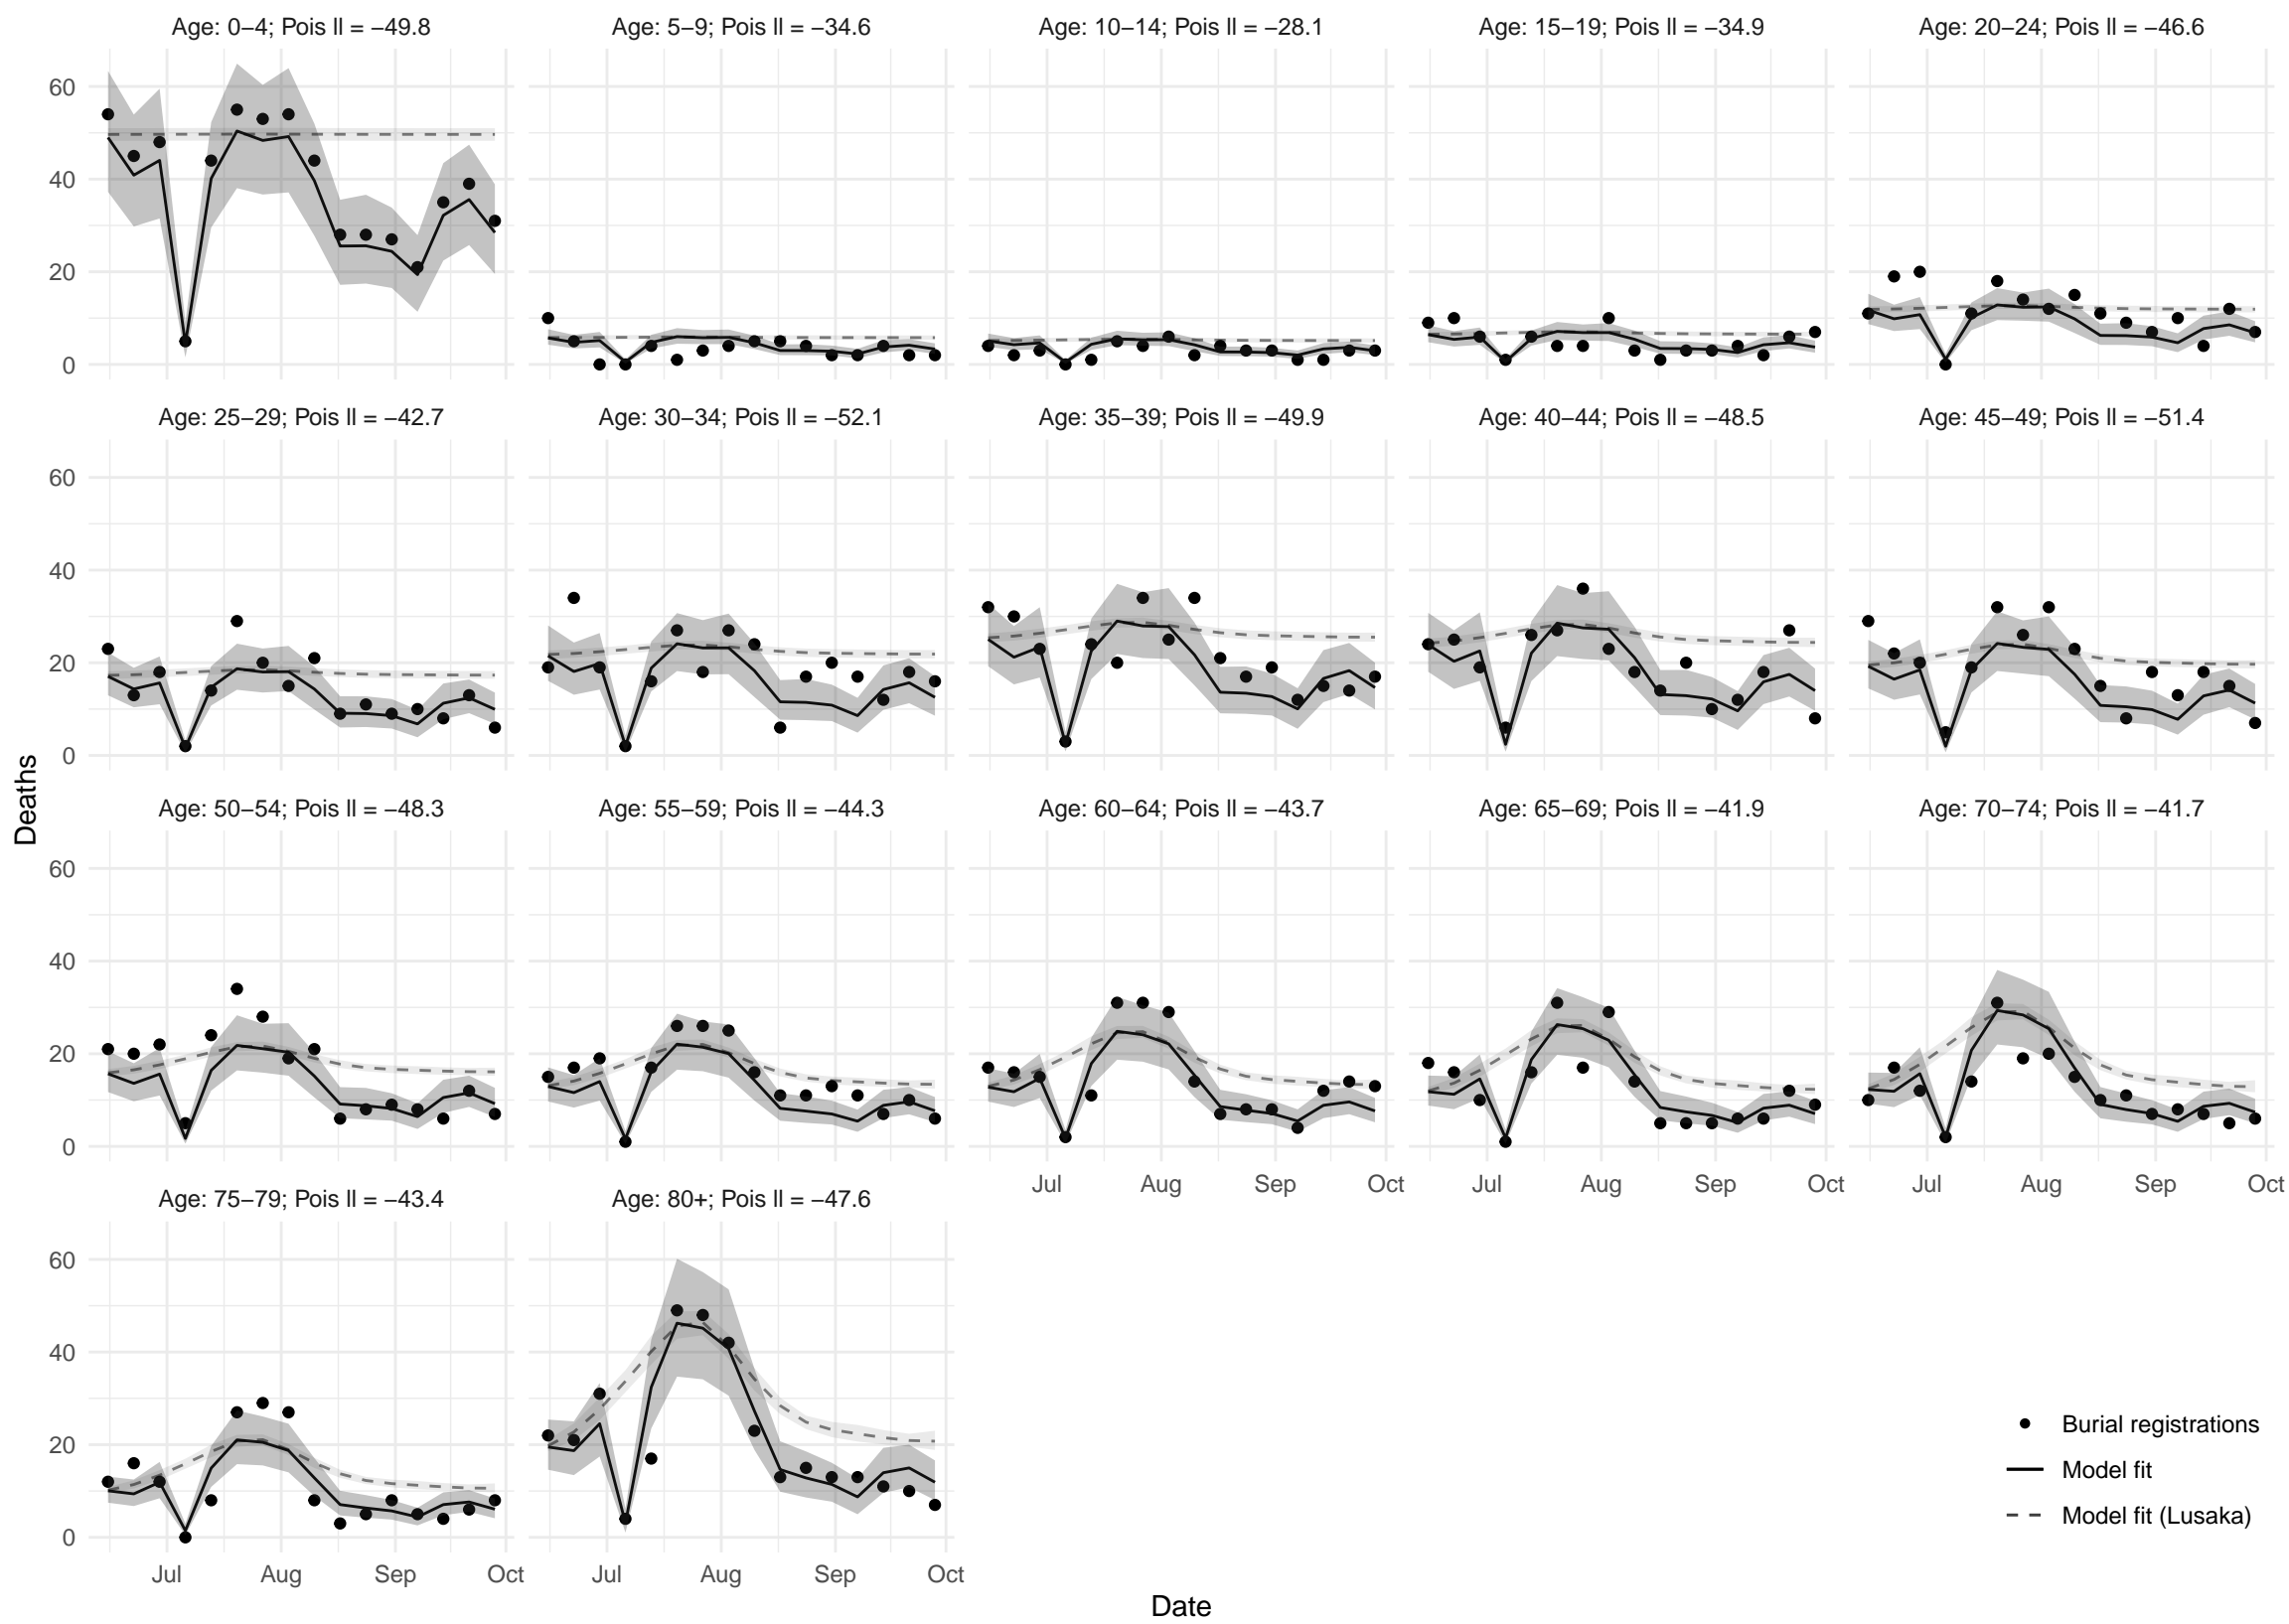 Age: 0−4; Pois ll = −49.8
Age: 5−9; Pois ll = −34.6
Age: 10−14; Pois ll = −28.1
Age: 15−19; Pois ll = −34.9
Age: 20−24; Pois ll = −46.6
60
40
20
0
Age: 25−29; Pois ll = −42.7
Age: 30−34; Pois ll = −52.1
Age: 35−39; Pois ll = −49.9
Age: 40−44; Pois ll = −48.5
Age: 45−49; Pois ll = −51.4
60
40
20
0
Deaths
Age: 50−54; Pois ll = −48.3
Age: 55−59; Pois ll = −44.3
Age: 60−64; Pois ll = −43.7
Age: 65−69; Pois ll = −41.9
Age: 70−74; Pois ll = −41.7
60
40
20
0
Jul Aug Sep Oct
Jul Aug Sep Oct
Jul Aug Sep Oct
Age: 75−79; Pois ll = −43.4
Age: 80+; Pois ll = −47.6
60
40
20
0
Jul Aug Sep Oct
Jul Aug Sep Oct
Burial registrations
Model fit
Model fit (Lusaka)
Date